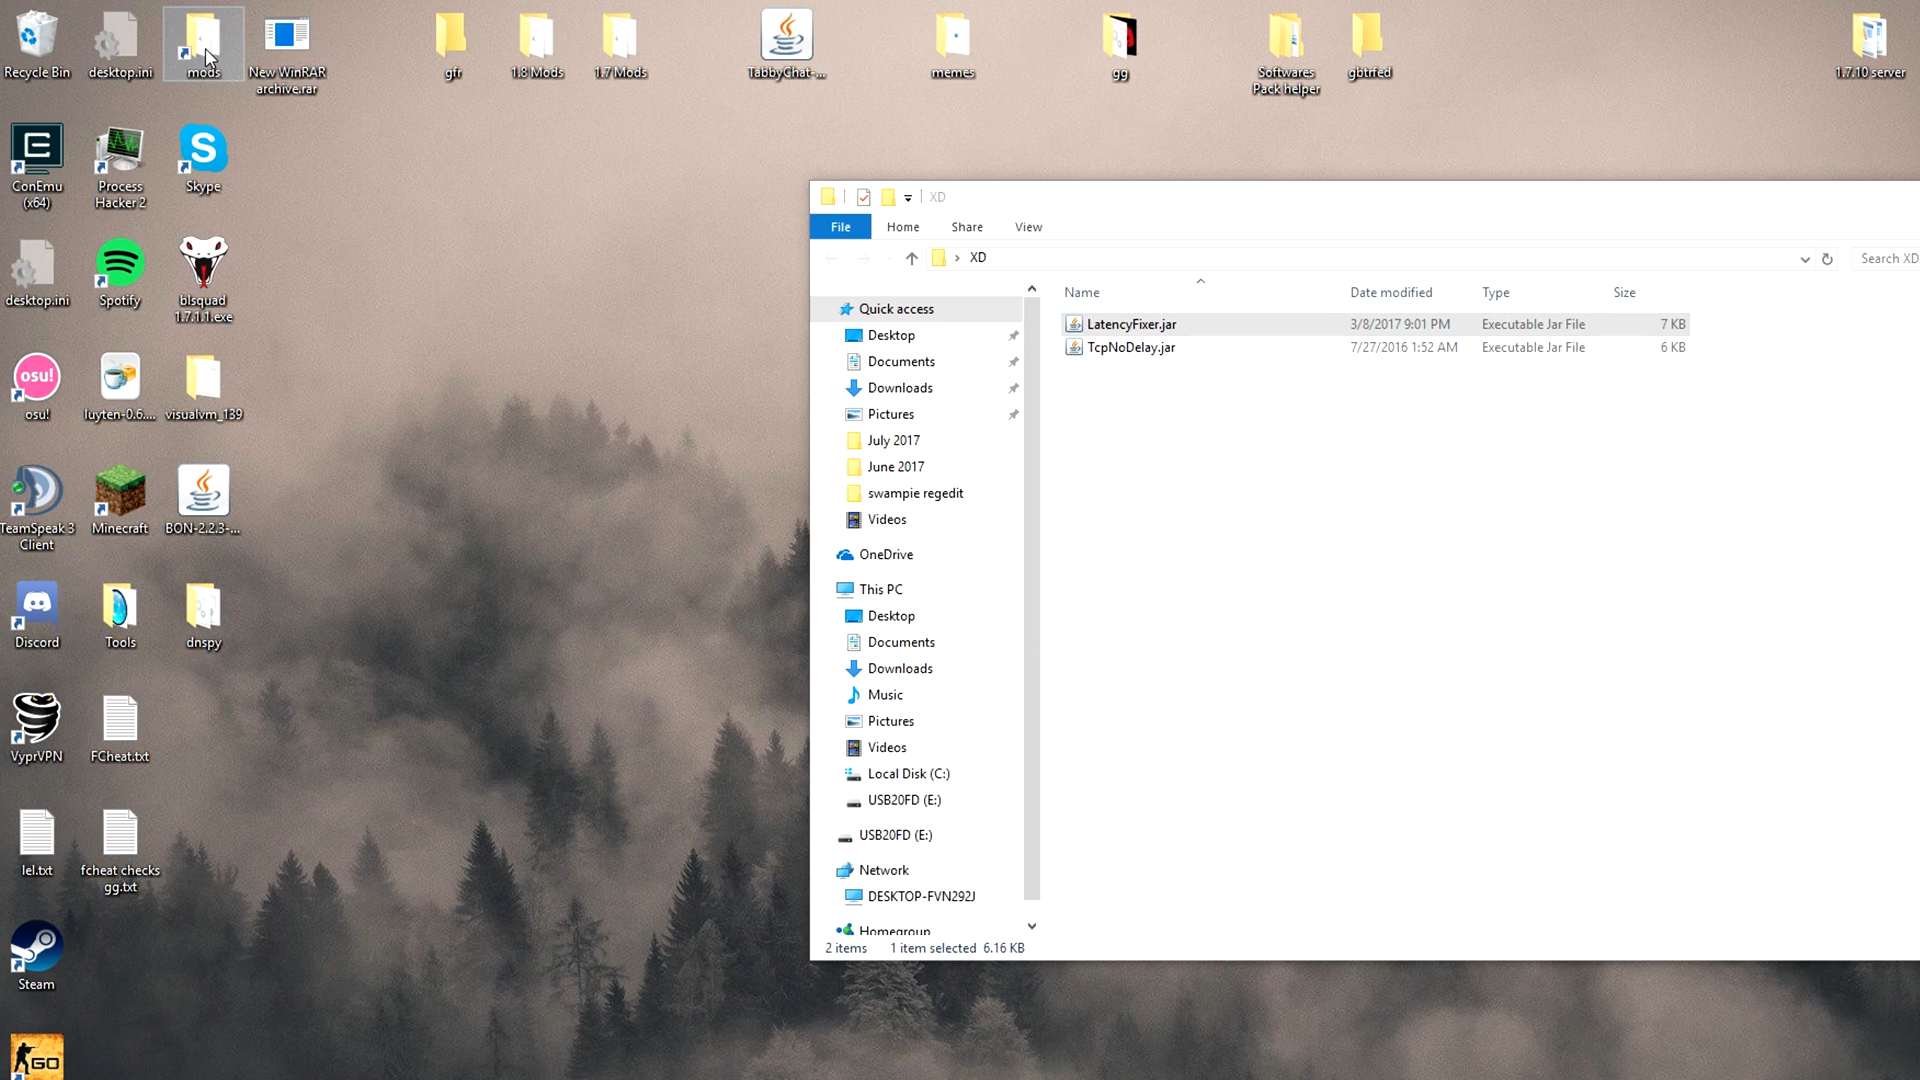 Recycle Bin
desktop.ini
mods
New WinRAR
archive.rar
gfr
1.8 Mods
1.7 Mods
TabbyChat-...
memes
gg
Softwares
Pack helper
gbtrfed
1.7.10 server
ConEmu
(x64)
Process
Hacker 2
Skype
desktop.ini
Spotify
blsquad
1.7.1.1.exe
osu!
osu!
luyten-0.6....
visualvm_139
TeamSpeak 3
Client
Minecraft
BON-2.2.3-...
Discord
Tools
dnspy
VyprVPN
FCheat.txt
lel.txt
fcheat checks
gg.txt
Steam
GO
XD
File
Home
Share
View
XD
Search XD
Name
Date modified
Type
Size
LatencyFixer.jar
3/8/2017 9:01 PM
Executable Jar File
7 KB
TcpNoDelay.jar
7/27/2016 1:52 AM
Executable Jar File
6 KB
Quick access
Desktop
Documents
Downloads
Pictures
July 2017
June 2017
swampie regedit
Videos
OneDrive
This PC
Desktop
Documents
Downloads
Music
Pictures
Videos
Local Disk (C:)
USB20FD (E:)
USB20FD (E:)
Network
DESKTOP-FVN292J
Homegroup
2 items
1 item selected 6.16 KB